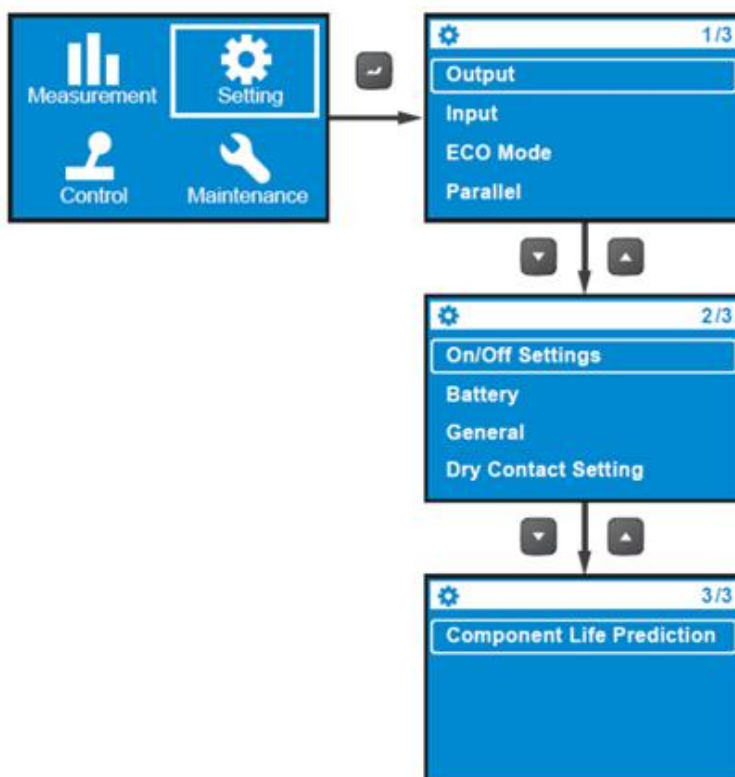 Measurement
Setting
Control
Maintenance
1/3
Output
Input
ECO Mode
Parallel
2/3
On/Off Settings
Battery
General
Dry Contact Setting
3/3
Component Life Prediction